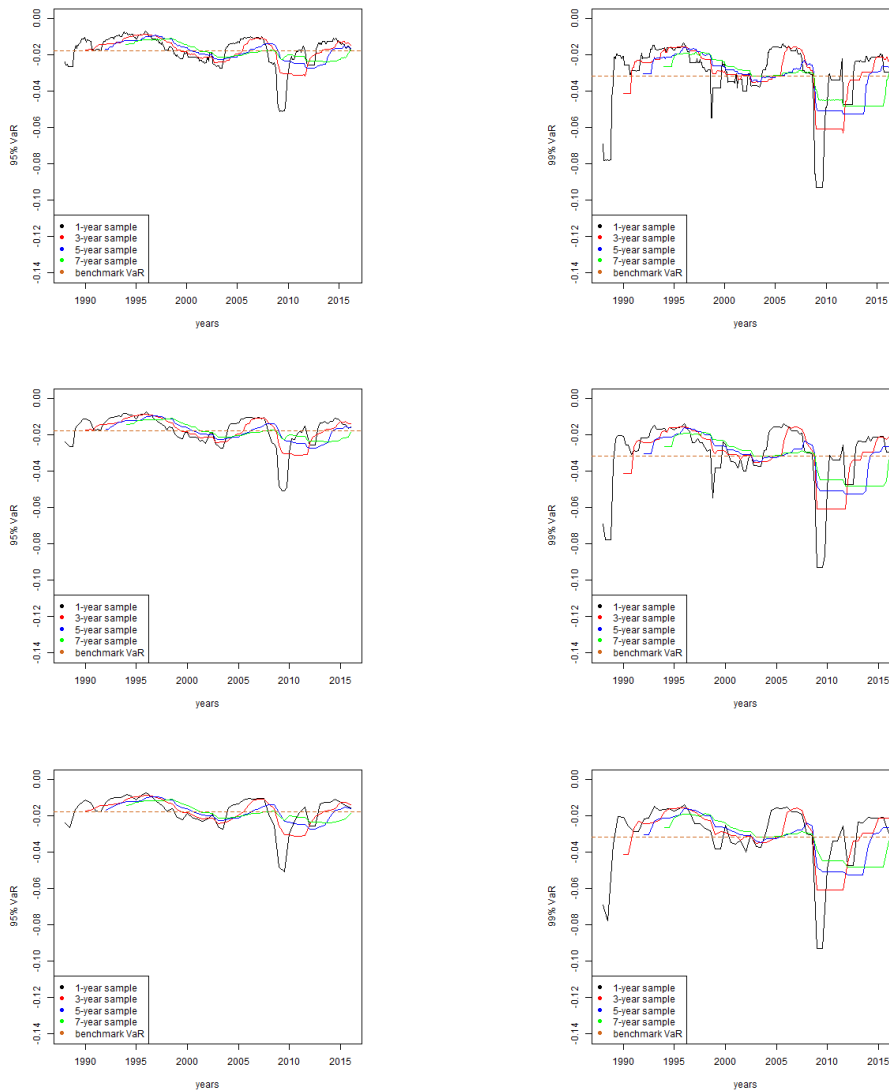 0.00
-0.02
-0.04
-0.06
-0.08
-0.10
-0.12
-0.14
95% VaR
1-year sample
3-year sample
5-year sample
7-year sample
benchmark VaR
1990 1995 2000 2005 2010 2015
years
0.00
-0.02
-0.04
-0.06
-0.08
-0.10
-0.12
-0.14
99% VaR
1-year sample
3-year sample
5-year sample
7-year sample
benchmark VaR
1990 1995 2000 2005 2010 2015
years
0.00
-0.02
-0.04
-0.06
-0.08
-0.10
-0.12
-0.14
95% VaR
1-year sample
3-year sample
5-year sample
7-year sample
benchmark VaR
1990 1995 2000 2005 2010 2015
years
0.00
-0.02
-0.04
-0.06
-0.08
-0.10
-0.12
-0.14
99% VaR
1-year sample
3-year sample
5-year sample
7-year sample
benchmark VaR
1990 1995 2000 2005 2010 2015
years
0.00
-0.02
-0.04
-0.06
-0.08
-0.10
-0.12
-0.14
95% VaR
1-year sample
3-year sample
5-year sample
7-year sample
benchmark VaR
1990 1995 2000 2005 2010 2015
years
0.00
-0.02
-0.04
-0.06
-0.08
-0.10
-0.12
-0.14
99% VaR
1-year sample
3-year sample
5-year sample
7-year sample
benchmark VaR
1990 1995 2000 2005 2010 2015
years